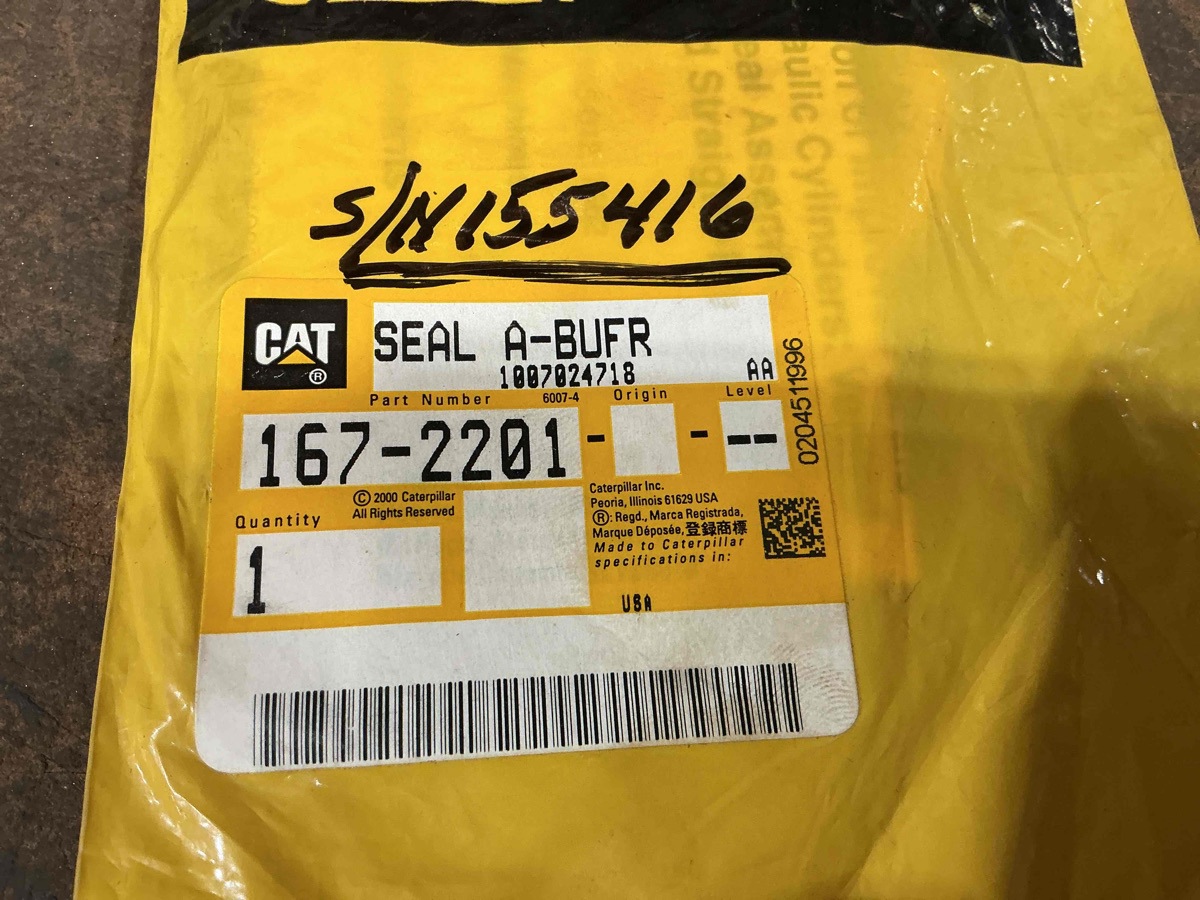 S/N 155416
CAT
®
SEAL A-BUFR
1007024718
AA
Part Number
6007-4
Origin
Level
167-2201
-
-
--
0204511996
© 2000 Caterpillar
All Rights Reserved
Quantity
1
Caterpillar Inc.
Peoria, Illinois 61629 USA
®: Regd., Marca Registrada,
Marque Déposée, 登録商標
Made to Caterpillar
specifications in:
USA